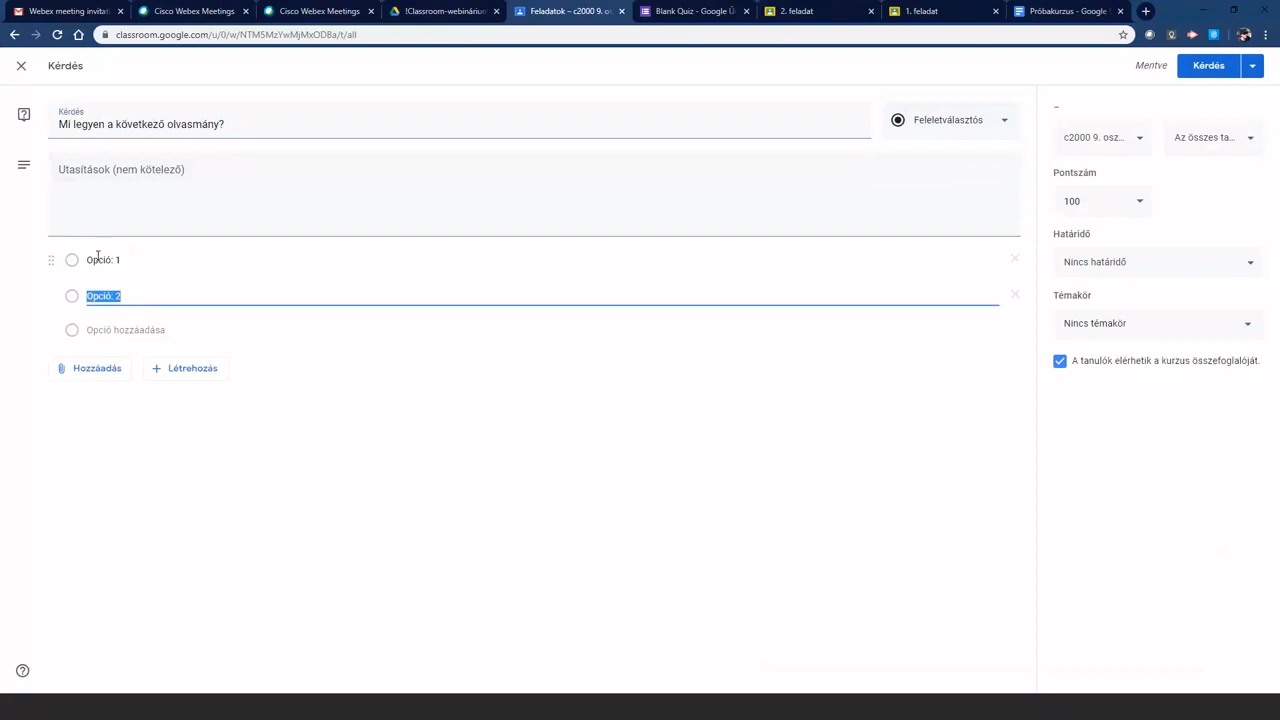 Webex meeting invitat
Cisco Webex Meetings
Cisco Webex Meetings
!Classroom-webinárium
Feladatok – c2000 9. o
Blank Quiz - Google Ű
2. feladat
1. feladat
Próbakurzus - Google
classroom.google.com/u/0/w/NTM5MzYwMjMxODBa/t/all
Kérdés
Mentve
Kérdés
Kérdés
Mi legyen a következő olvasmány?
Feleletválasztós
Utasítások (nem kötelező)
Opció: 1
Opció: 2
Opció hozzáadása
Hozzáadás
Létrehozás
–
c2000 9. osz...
Az összes ta...
Pontszám
100
Határidő
Nincs határidő
Témakör
Nincs témakör
A tanulók elérhetik a kurzus összefoglalóját.